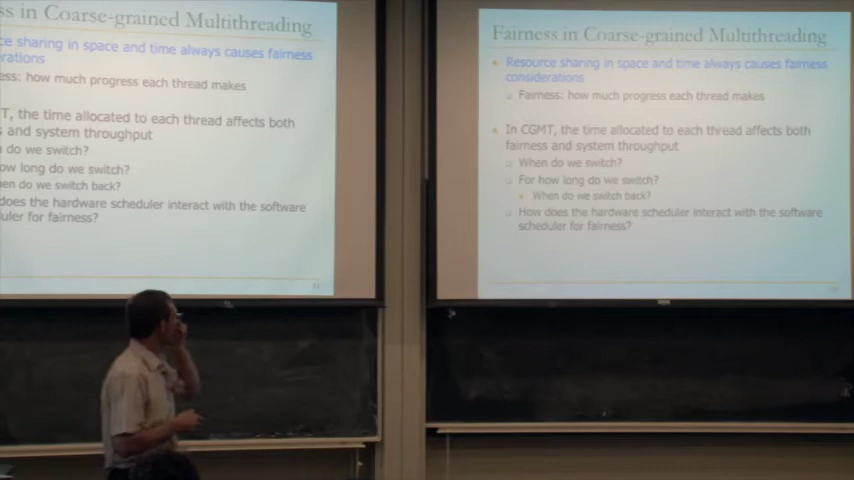 ss in Coarse-grained Multithreading
ce sharing in space and time always causes fairness
rations
ess: how much progress each thread makes
T, the time allocated to each thread affects both
s and system throughput
do we switch?
ow long do we switch?
en do we switch back?
does the hardware scheduler interact with the software
uler for fairness?
Fairness in Coarse-grained Multithreading
Resource sharing in space and time always causes fairness
considerations
Fairness: how much progress each thread makes
In CGMT, the time allocated to each thread affects both
fairness and system throughput
When do we switch?
For how long do we switch?
When do we switch back?
How does the hardware scheduler interact with the software
scheduler for fairness?